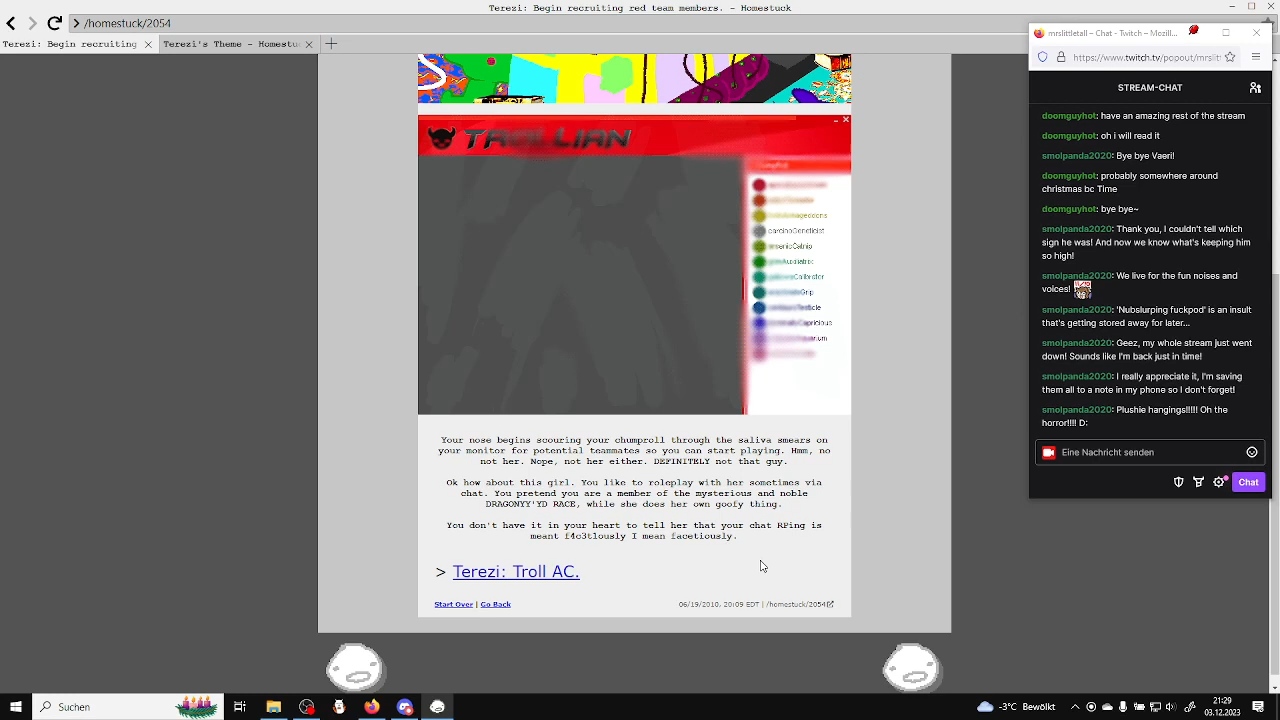 Terezi: Begin recruiting red team members. - Homestuck
/homestuck/2054
Terezi: Begin recruiting
Terezi's Theme - Homestu
TROLLIAN
carcinoGeneticist
arsenicCatnip
Your nose begins scouring your chumproll through the saliva smears on
your monitor for potential teammates so you can start playing. Hmm, no
not her. Nope, not her either. DEFINITELY not that guy.
Ok how about this girl. You like to roleplay with her sometimes via
chat. You pretend you are a member of the mysterious and noble
DRAGONYY'YD RACE, while she does her own goofy thing.
You don't have it in your heart to tell her that your chat RPing is
meant f4c3t1ously I mean facetiously.
> Terezi: Troll AC.
Start Over | Go Back
06/19/2010, 20:09 EDT | /homestuck/2054
mrslittletall – Chat – Twitch – Mozill...
https://www.twitch.tv/popout/mrslitt
STREAM-CHAT
doomguyhot: have an amazing rest of the stream
doomguyhot: oh i will read it
smolpanda2020: Bye bye Vaeri!
doomguyhot: probably somewhere around
christmas bc Time
doomguyhot: bye bye~
smolpanda2020: Thank you, I couldn't tell which
sign he was! And now we know what's keeping him
so high!
smolpanda2020: We live for the fun noises and
voices!
smolpanda2020: 'Nubslurping fuckpod' is an insult
that's getting stored away for later...
smolpanda2020: Geez, my whole stream just went
down! Sounds like I'm back just in time!
smolpanda2020: I really appreciate it, I'm saving
them all to a note in my phone so I don't forget!
smolpanda2020: Plushie hanging!!!!!! Oh the
horror!!!! D:
Eine Nachricht senden
Chat
Suchen
-3°C Bewölkt
21:29
03.12.2023